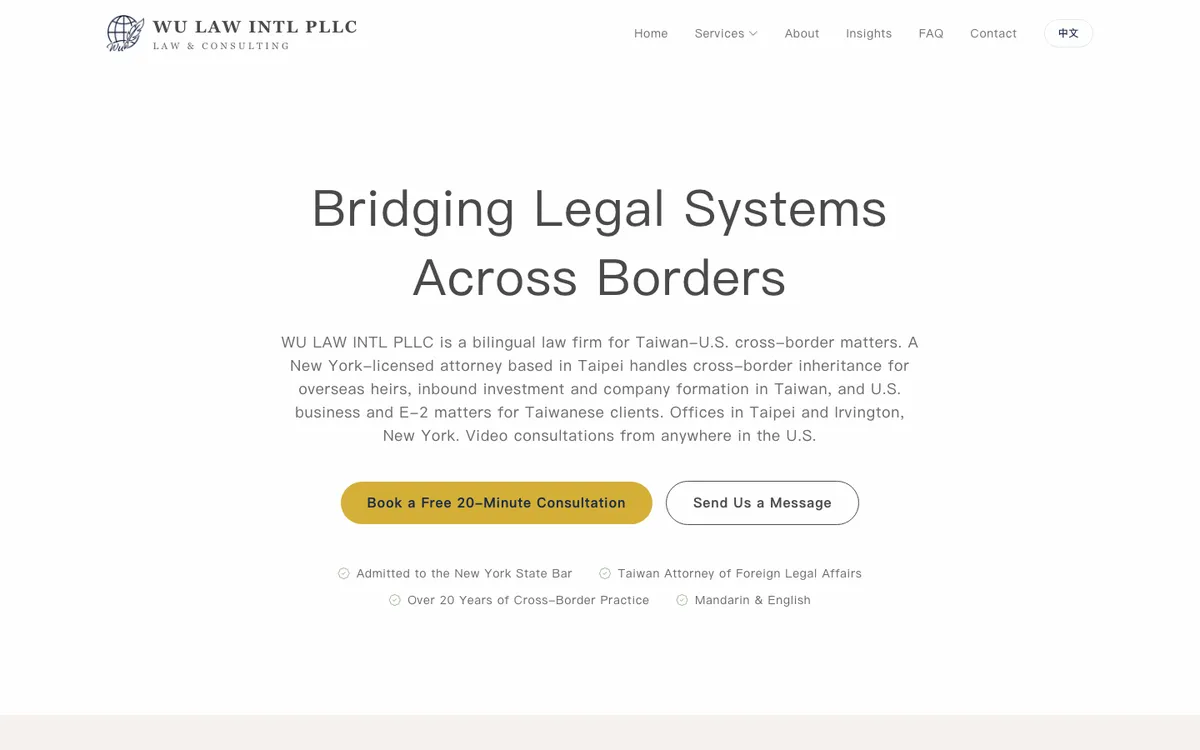 WU LAW INTL PLLC
LAW & CONSULTING
Wu
Home
Services
About
Insights
FAQ
Contact
中文
Bridging Legal Systems
Across Borders
WU LAW INTL PLLC is a bilingual law firm for Taiwan–U.S. cross-border matters. A
New York–licensed attorney based in Taipei handles cross-border inheritance for
overseas heirs, inbound investment and company formation in Taiwan, and U.S.
business and E-2 matters for Taiwanese clients. Offices in Taipei and Irvington,
New York. Video consultations from anywhere in the U.S.
Book a Free 20-Minute Consultation
Send Us a Message
Admitted to the New York State Bar
Taiwan Attorney of Foreign Legal Affairs
Over 20 Years of Cross-Border Practice
Mandarin & English